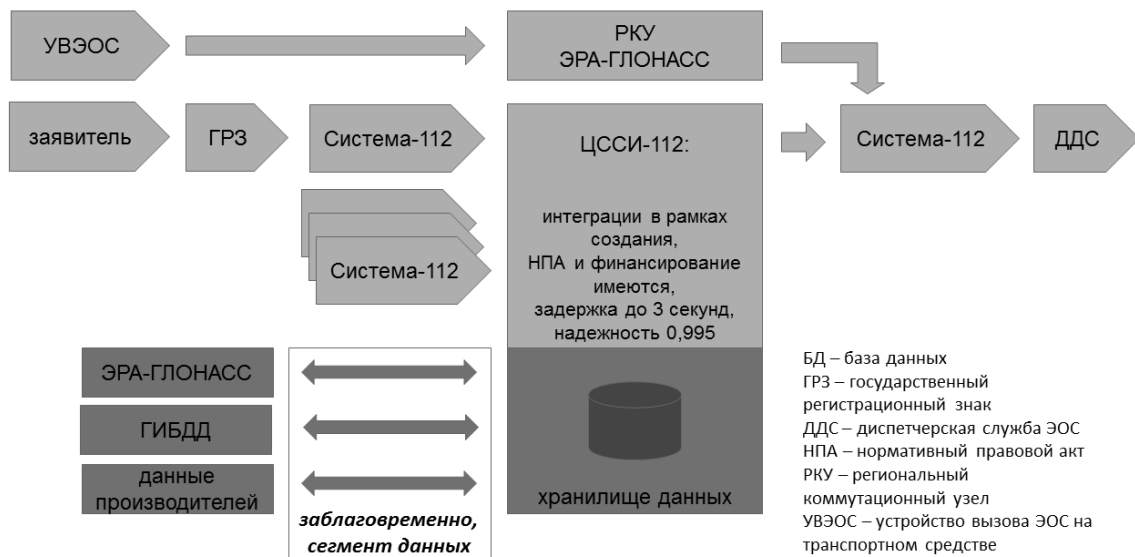 УВЭОС
РКУ
ЭРА-ГЛОНАСС
заявитель
ГРЗ
Система-112
ЦССИ-112:
Система-112
ДДС
Система-112
интеграции в рамках
создания,
НПА и финансирование
имеются,
задержка до 3 секунд,
надежность 0,995
ЭРА-ГЛОНАСС
ГИБДД
данные
производителей
заблаговременно,
сегмент данных
хранилище данных
БД – база данных
ГРЗ – государственный
регистрационный знак
ДДС – диспетчерская служба ЭОС
НПА – нормативный правовой акт
РКУ – региональный
коммутационный узел
УВЭОС – устройство вызова ЭОС на
транспортном средстве